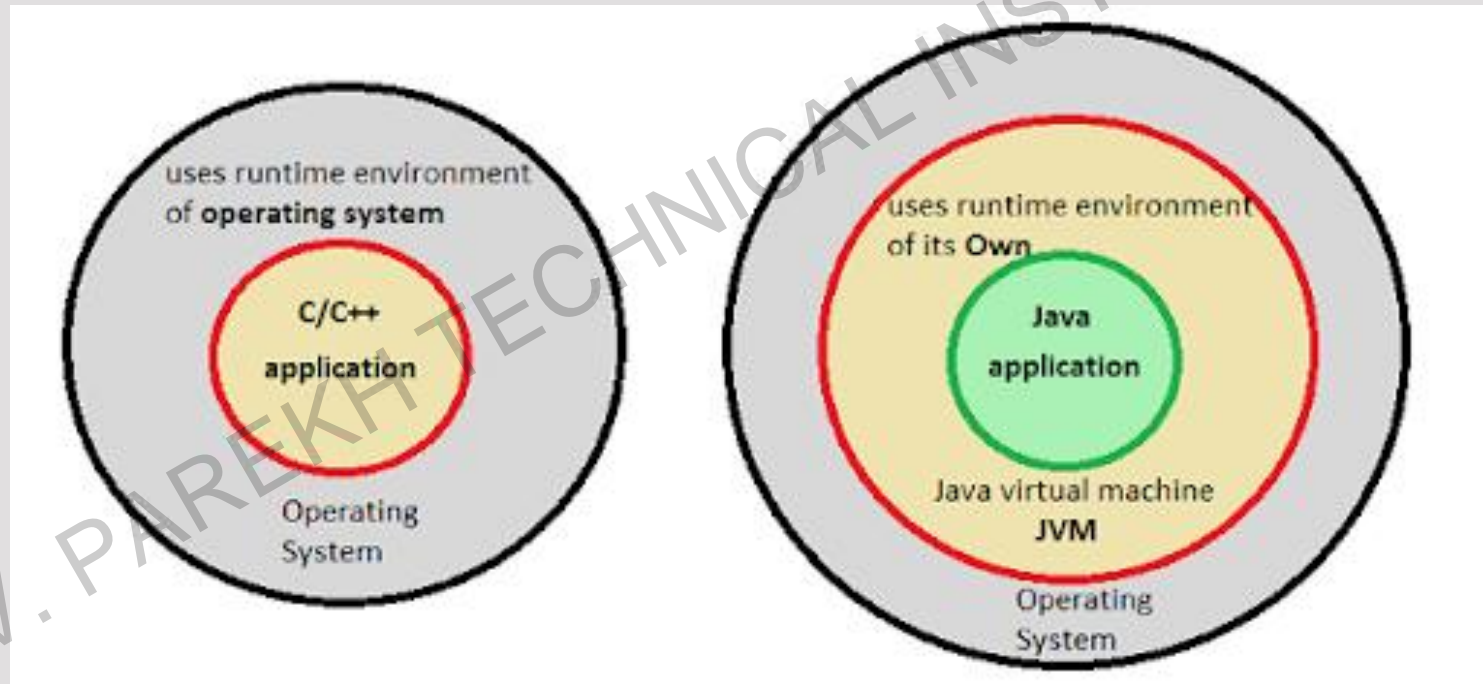 uses runtime environment
of operating system
C/C++
application
Operating
System
uses runtime environment
of its Own
Java
application
Java virtual machine
JVM
Operating
System
. PAREKH TECHNICAL INST